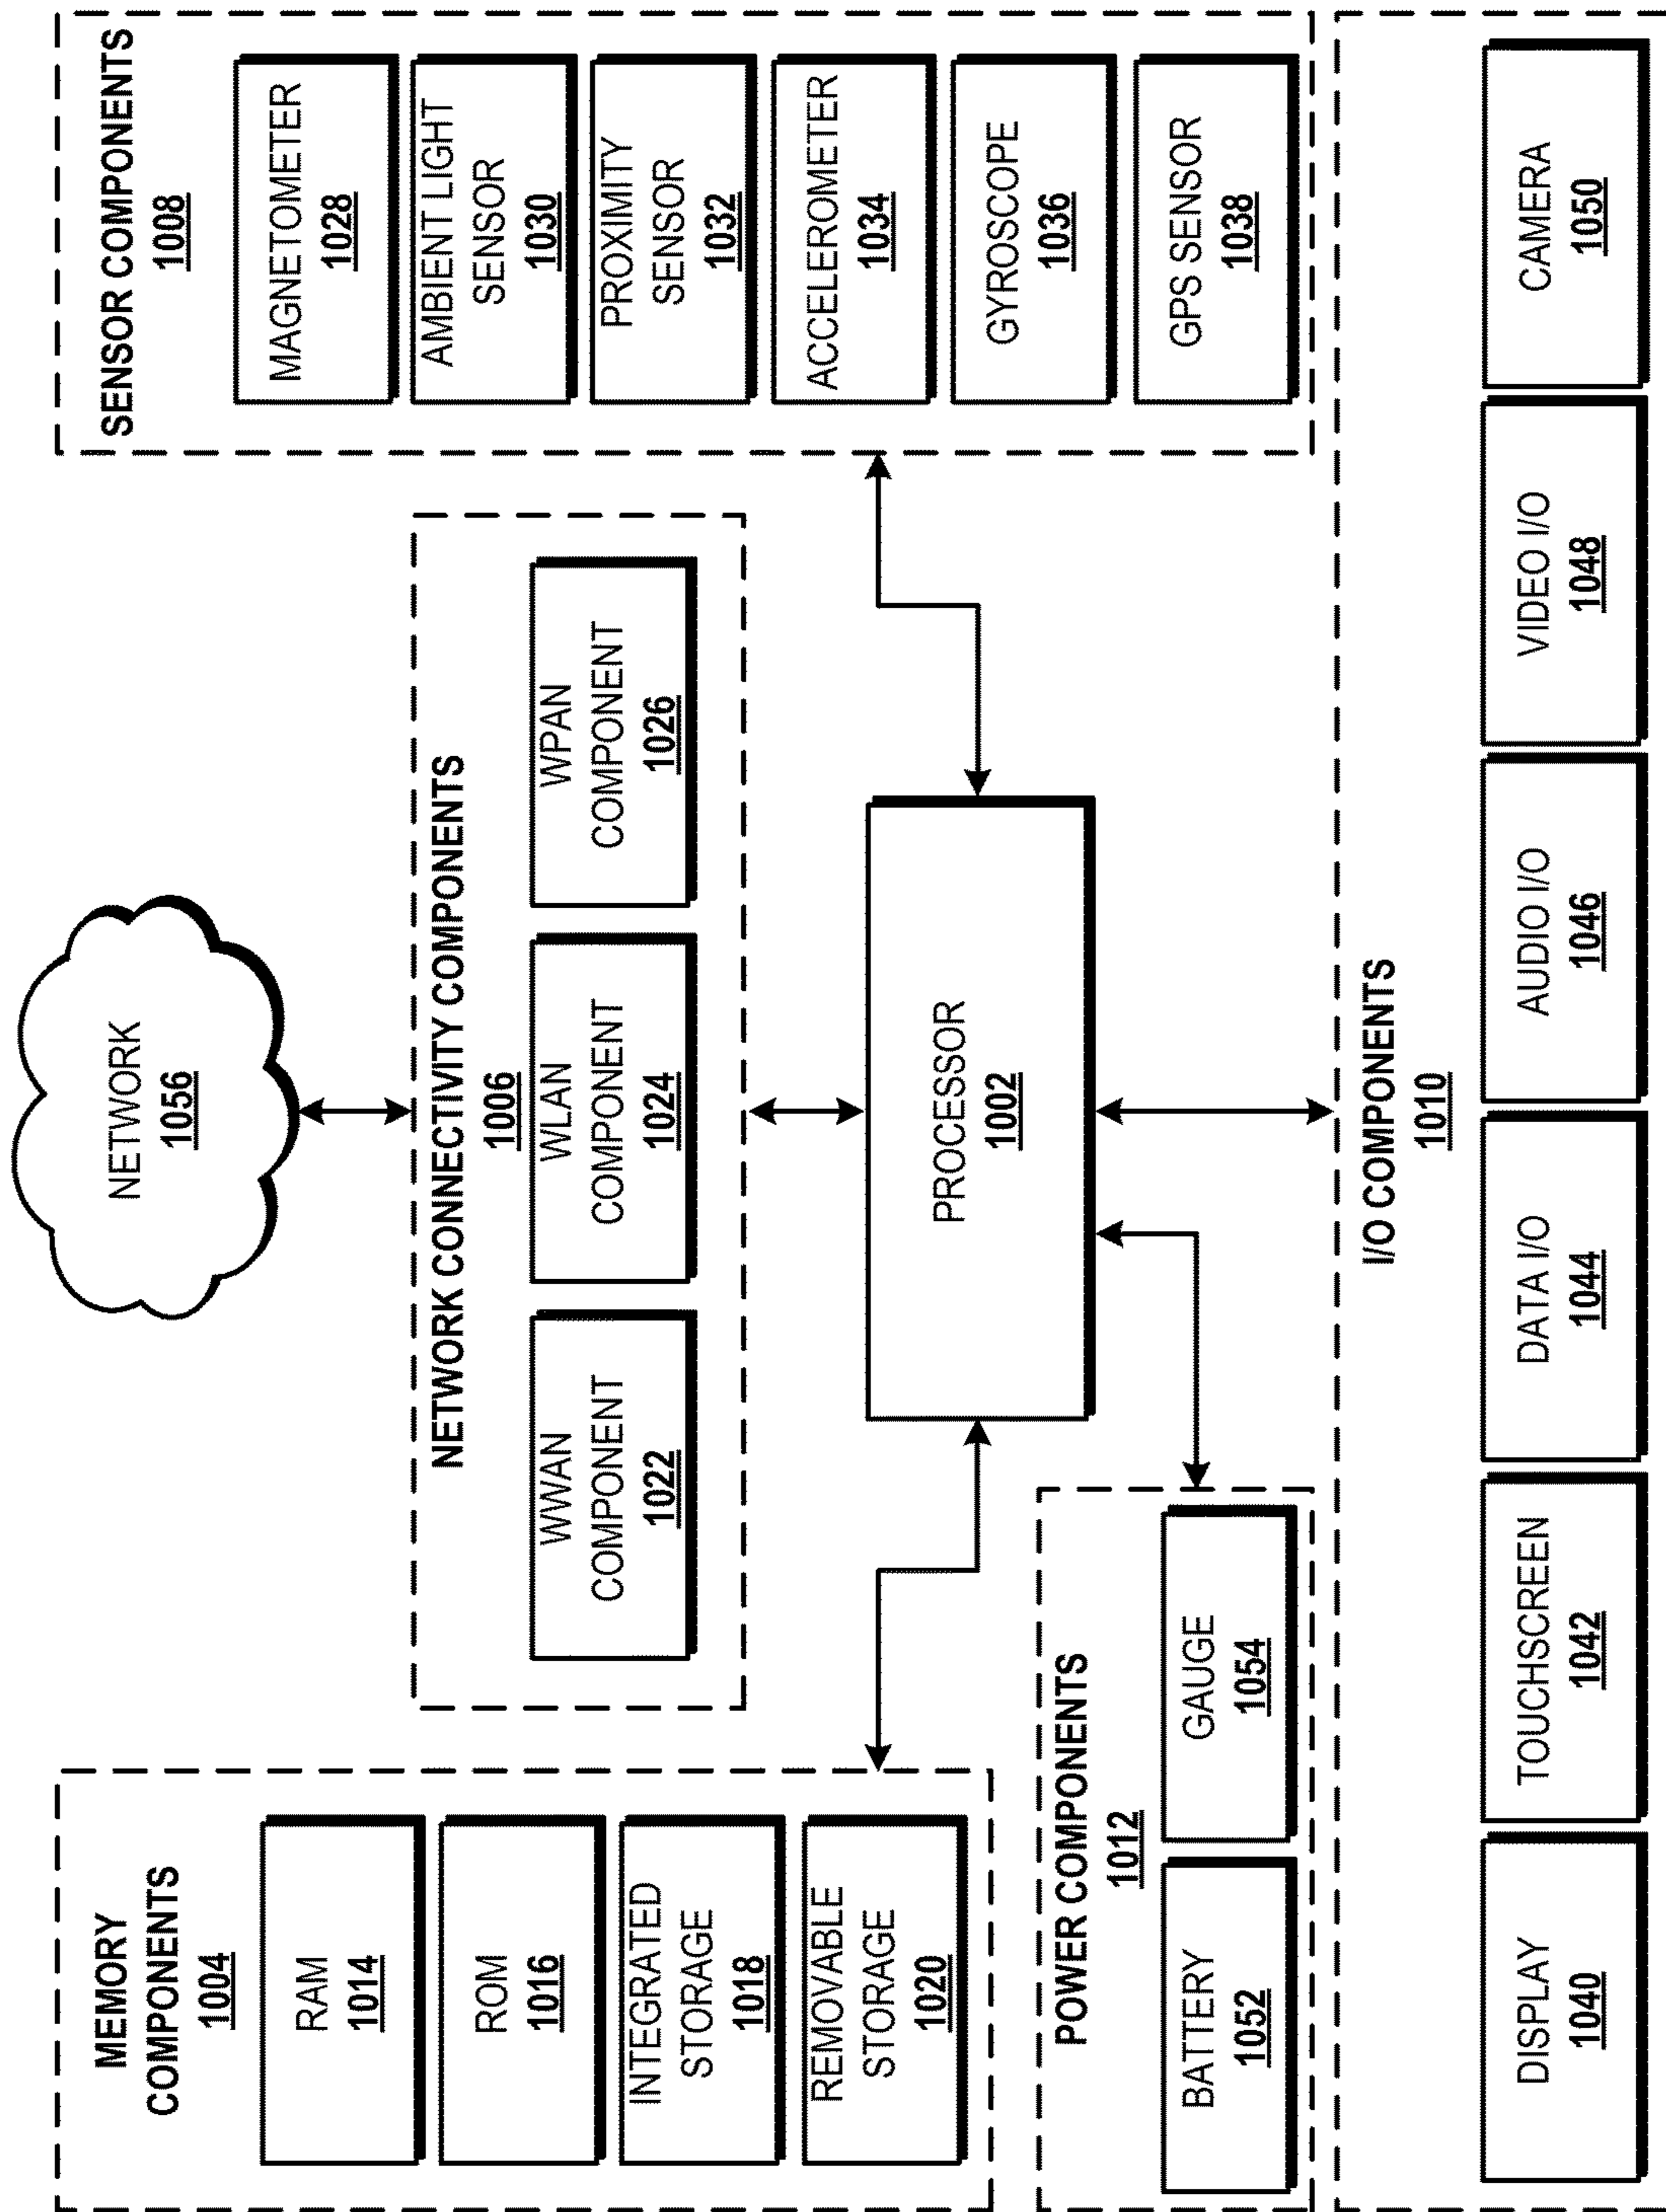 NETWORK
1056
MEMORY
COMPONENTS
1004
RAM
1014
ROM
1016
INTEGRATED
STORAGE
1018
REMOVABLE
STORAGE
1020
NETWORK CONNECTIVITY COMPONENTS
1006
WWAN
COMPONENT
1022
WLAN
COMPONENT
1024
WPAN
COMPONENT
1026
SENSOR COMPONENTS
1008
MAGNETOMETER
1028
AMBIENT LIGHT
SENSOR
1030
PROXIMITY
SENSOR
1032
ACCELEROMETER
1034
GYROSCOPE
1036
GPS SENSOR
1038
PROCESSOR
1002
POWER COMPONENTS
1012
BATTERY
1052
GAUGE
1054
I/O COMPONENTS
1010
DISPLAY
1040
TOUCHSCREEN
1042
DATA I/O
1044
AUDIO I/O
1046
VIDEO I/O
1048
CAMERA
1050